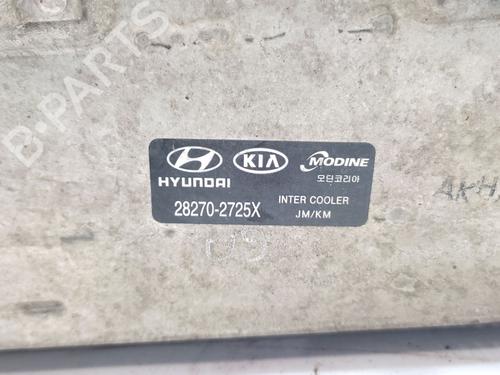 B-PARTS
HYUNDAI KIA MODINE
모딘코리아
28270-2725X INTER COOLER
JM/KM